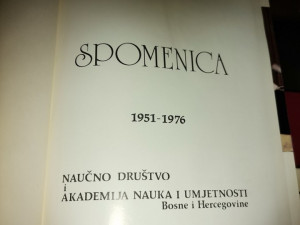 SPOMENICA
1951-1976
NAUČNO DRUŠTVO
i
AKADEMIJA NAUKA I UMJETNOSTI
Bosne i Hercegovine